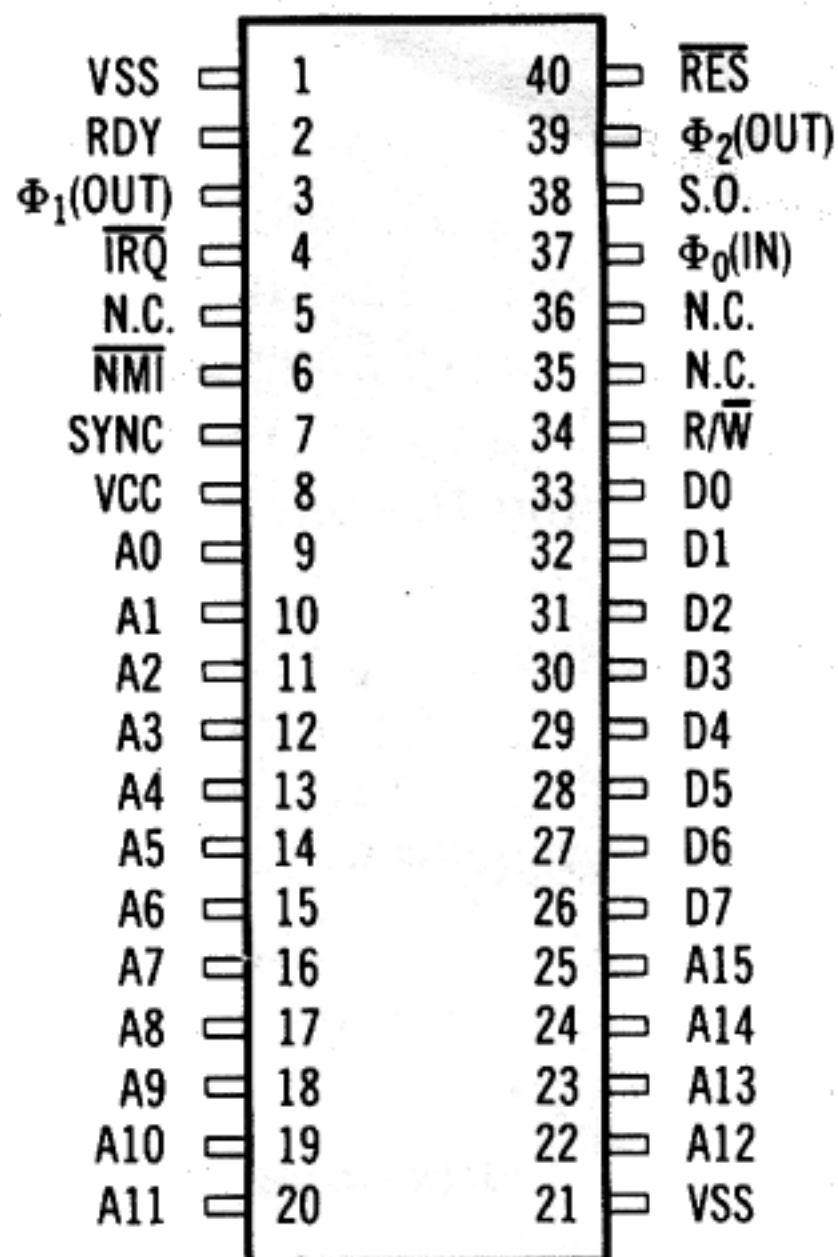 VSS 1 40 R̅E̅S̅
RDY 2 39 Φ₂(OUT)
Φ₁(OUT) 3 38 S.O.
I̅R̅Q̅ 4 37 Φ₀(IN)
N.C. 5 36 N.C.
N̅M̅I̅ 6 35 N.C.
SYNC 7 34 R/W̅
VCC 8 33 D0
A0 9 32 D1
A1 10 31 D2
A2 11 30 D3
A3 12 29 D4
A4 13 28 D5
A5 14 27 D6
A6 15 26 D7
A7 16 25 A15
A8 17 24 A14
A9 18 23 A13
A10 19 22 A12
A11 20 21 VSS